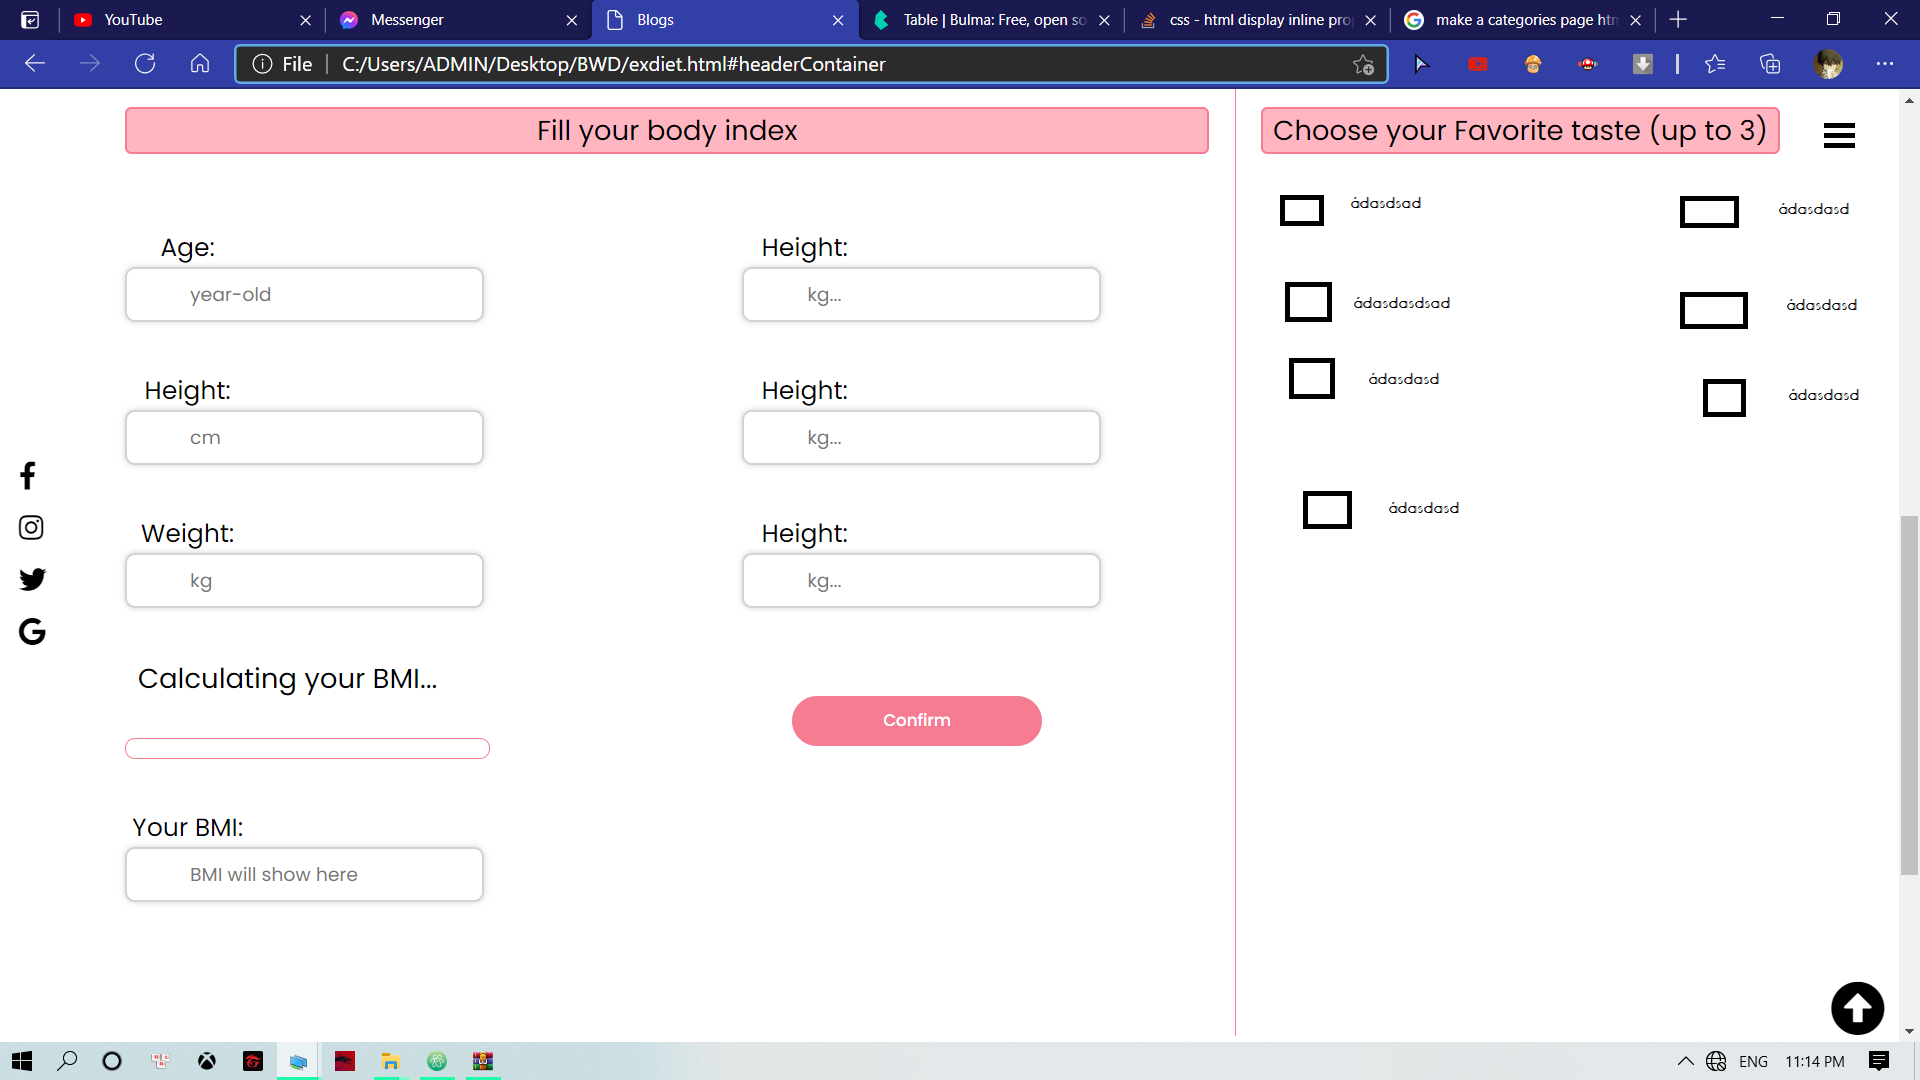 YouTube
Messenger
Blogs
Table | Bulma: Free, open so
css - html display inline pro
make a categories page htm
File
C:/Users/ADMIN/Desktop/BWD/exdiet.html#headerContainer
Fill your body index
Choose your Favorite taste (up to 3)
ádasdsad
ádasdasd
Age:
Height:
year-old
kg...
ádasdasdsad
ádasdasd
Height:
Height:
ádasdasd
ádasdasd
cm
kg...
ádasdasd
Weight:
Height:
kg
kg...
Calculating your BMI...
Confirm
Your BMI:
BMI will show here
ENG
11:14 PM